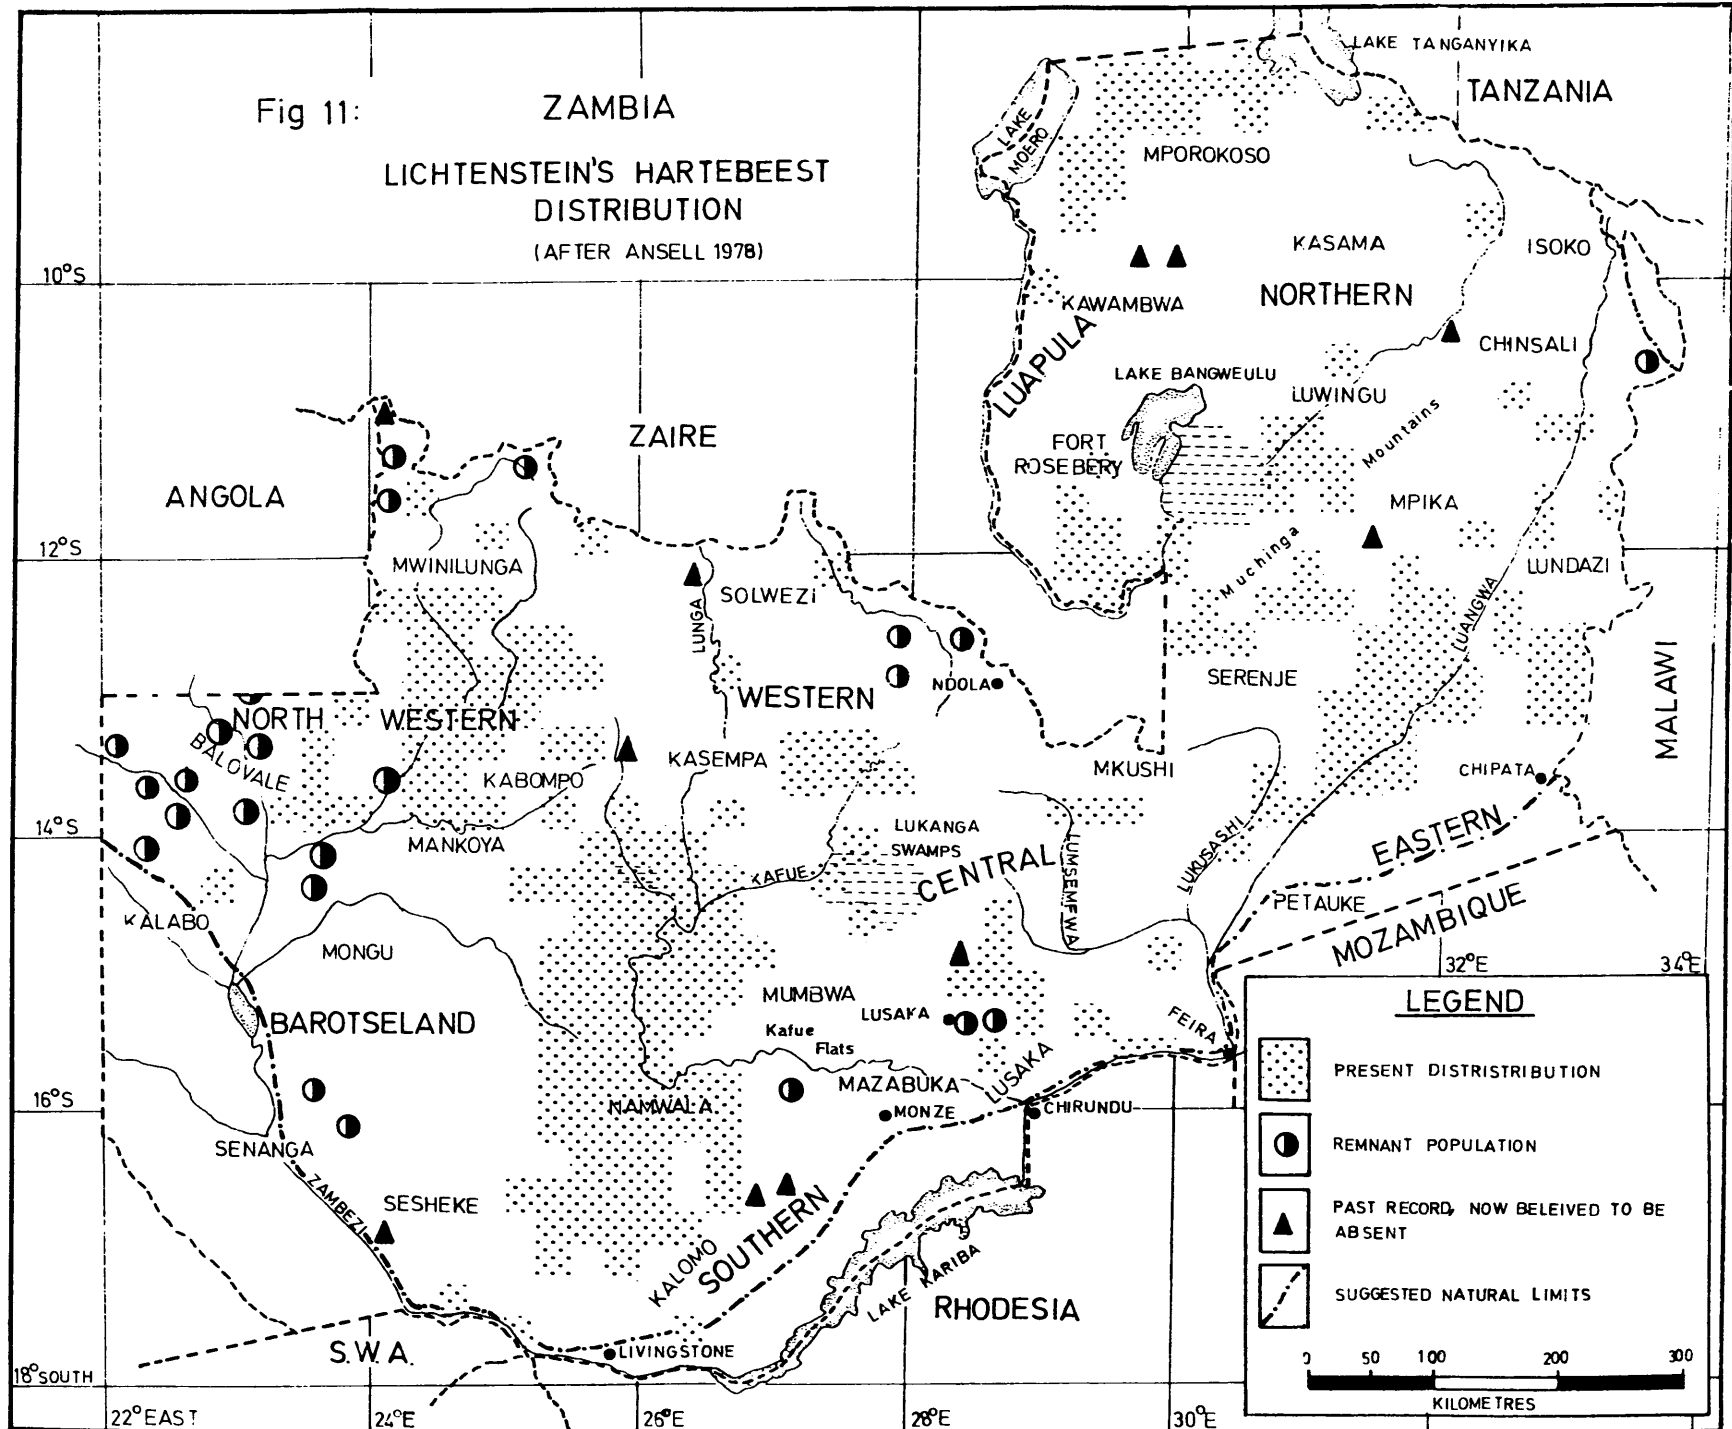 Fig 11:
ZAMBIA
LICHTENSTEIN'S HARTEBEEST
DISTRIBUTION
(AFTER ANSELL 1978)
LAKE TANGANYIKA
TANZANIA
LAKE
MOERO
MPOROKOSO
KASAMA
ISOKO
10°S
KAWAMBWA
NORTHERN
LUAPULA
CHINSALI
LAKE BANGWEULU
LUWINGU
Mountains
ZAIRE
FORT
ROSEBERY
ANGOLA
MPIKA
Muchinga
12°S
MWINILUNGA
SOLWEZI
LUNDAZI
LUNGA
LUANGWA
SERENJE
NDOLA
WESTERN
NORTH
WESTERN
MALAWI
BALOVALE
KABOMPO
KASEMPA
MKUSHI
CHIPATA
14°S
MANKOYA
LUKANGA
SWAMPS
KAFUE
CENTRAL
LUMSEMFWA
LUKUSASHI
EASTERN
PETAUKE
MOZAMBIQUE
KALABO
MONGU
32°E
34°E
MUMBWA
LUSAKA
Kafue
Flats
FEIRA
BAROTSELAND
LUSAKA
MAZABUKA
16°S
NAMWALA
MONZE
CHIRUNDU
SENANGA
ZAMBEZI
SESHEKE
KALOMO
SOUTHERN
LAKE KARIBA
RHODESIA
S.W.A.
LIVINGSTONE
18°SOUTH
22°EAST
24°E
26°E
28°E
30°E
LEGEND
PRESENT DISTRISTRIBUTION
REMNANT POPULATION
PAST RECORD, NOW BELEIVED TO BE
ABSENT
SUGGESTED NATURAL LIMITS
0 50 100 200 300
KILOMETRES